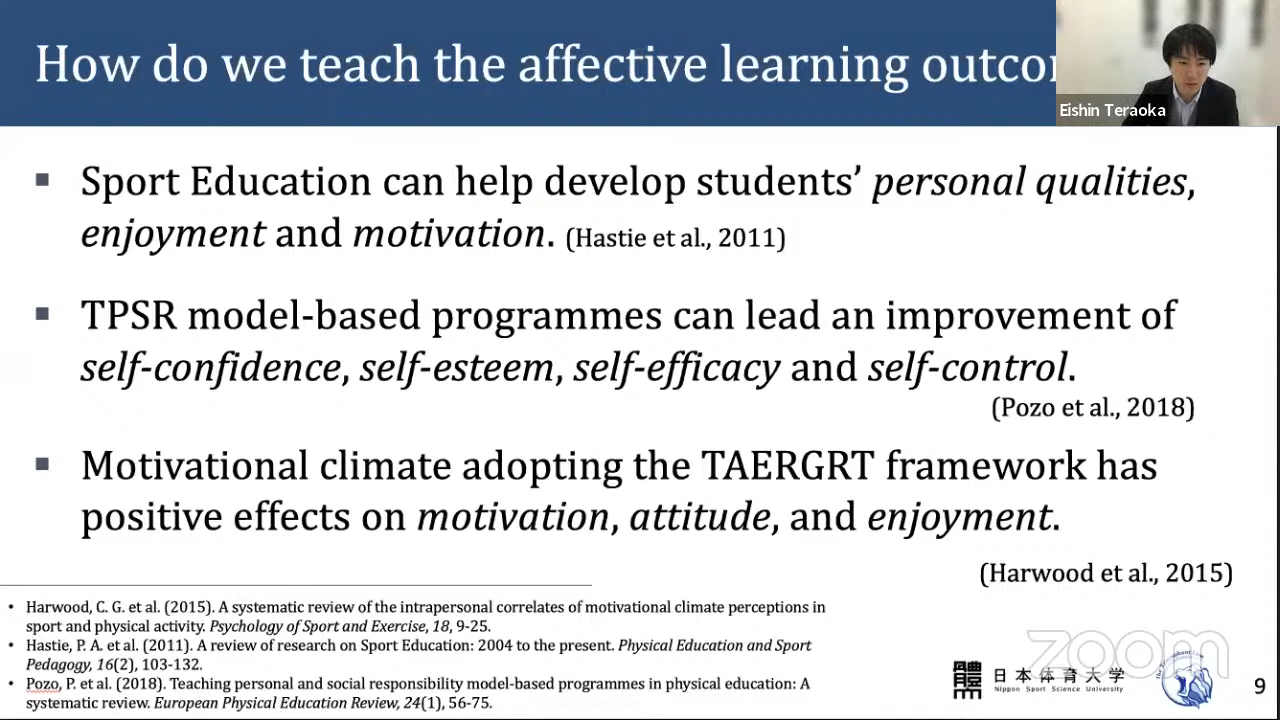 How do we teach the affective learning outco
Eishin Teraoka
▪ Sport Education can help develop students’ personal qualities,
enjoyment and motivation. (Hastie et al., 2011)
▪ TPSR model-based programmes can lead an improvement of
self-confidence, self-esteem, self-efficacy and self-control.
(Pozo et al., 2018)
▪ Motivational climate adopting the TAERGRT framework has
positive effects on motivation, attitude, and enjoyment.
(Harwood et al., 2015)
• Harwood, C. G. et al. (2015). A systematic review of the intrapersonal correlates of motivational climate perceptions in
sport and physical activity. Psychology of Sport and Exercise, 18, 9-25.
• Hastie, P. A. et al. (2011). A review of research on Sport Education: 2004 to the present. Physical Education and Sport
Pedagogy, 16(2), 103-132.
• Pozo, P. et al. (2018). Teaching personal and social responsibility model-based programmes in physical education: A
systematic review. European Physical Education Review, 24(1), 56-75.
zoom
日本体育大学
Nippon Sport Science University
9